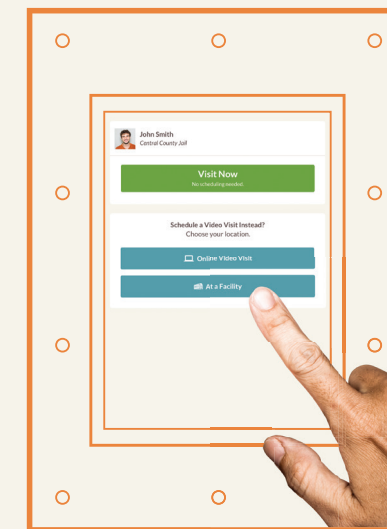 John Smith
Central County Jail
Visit Now
No scheduling needed.
Schedule a Video Visit Instead?
Choose your location.
Online Video Visit
At a Facility